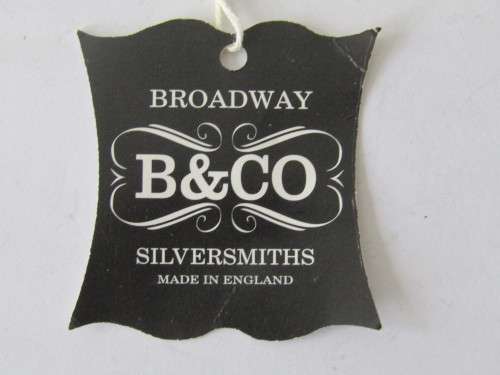 BROADWAY
B&CO
SILVERSMITHS
MADE IN ENGLAND